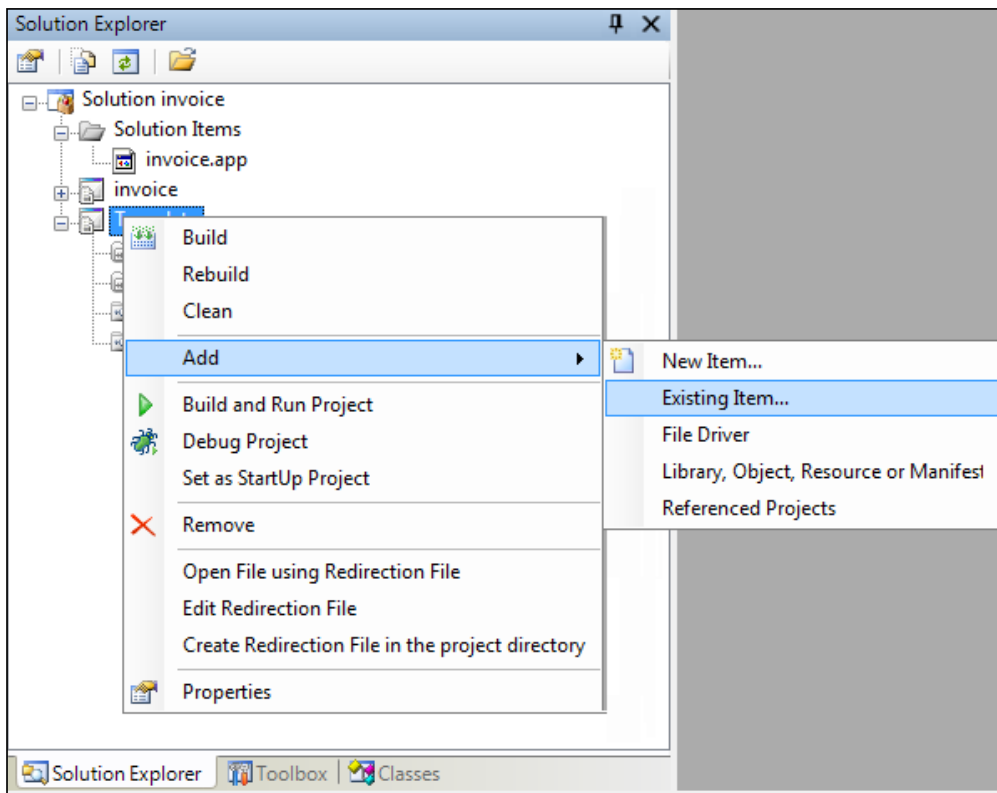 Solution Explorer
Solution invoice
Solution Items
invoice.app
invoice
Build
Rebuild
Clean
Add
New Item...
Existing Item...
File Driver
Library, Object, Resource or Manifest
Referenced Projects
Build and Run Project
Debug Project
Set as StartUp Project
Remove
Open File using Redirection File
Edit Redirection File
Create Redirection File in the project directory
Properties
Solution Explorer
Toolbox
Classes